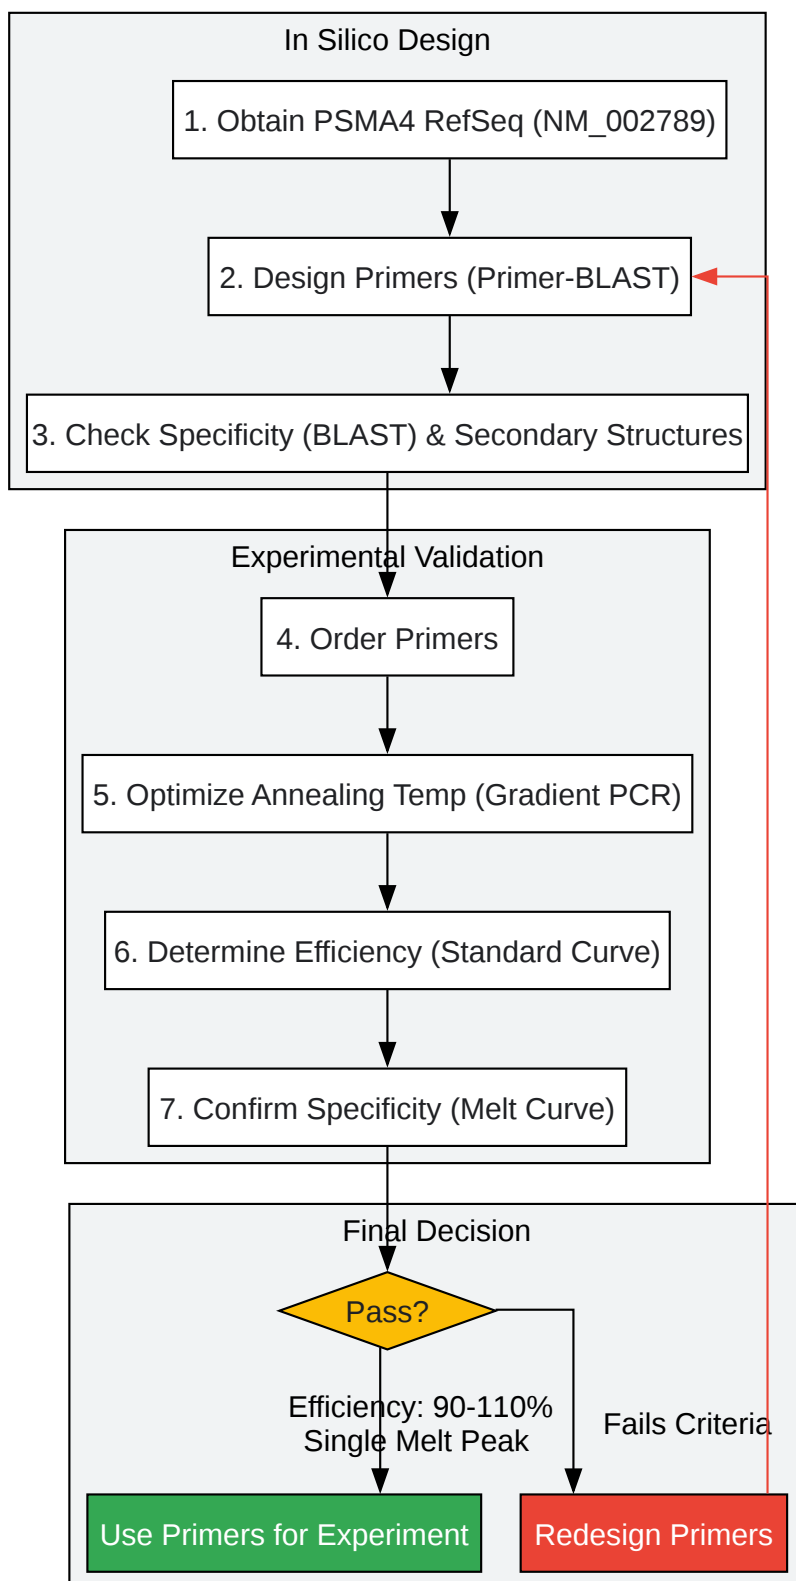 In Silico Design
1. Obtain PSMA4 RefSeq (NM_002789)
2. Design Primers (Primer-BLAST)
3. Check Specificity (BLAST) & Secondary Structures
Experimental Validation
4. Order Primers
5. Optimize Annealing Temp (Gradient PCR)
6. Determine Efficiency (Standard Curve)
7. Confirm Specificity (Melt Curve)
Final Decision
Pass?
Efficiency: 90-110%
Single Melt Peak
Fails Criteria
Use Primers for Experiment
Redesign Primers